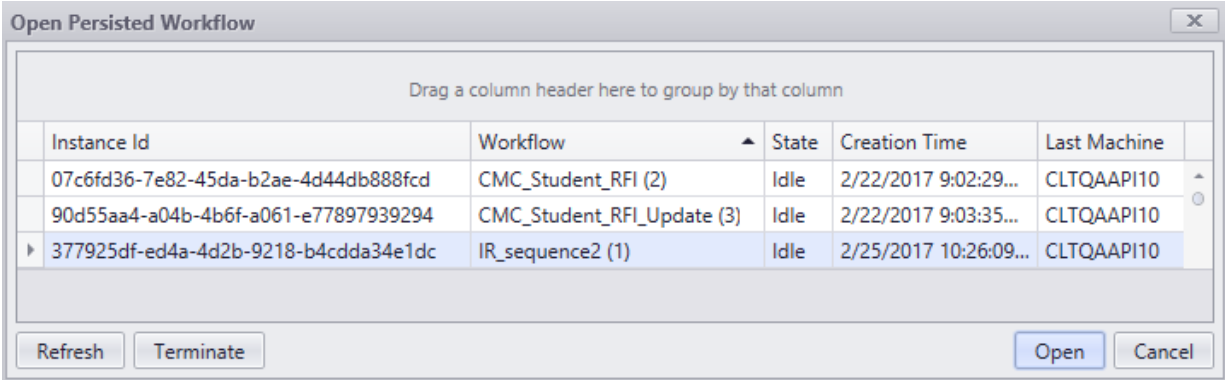 Open Persisted Workflow
Drag a column header here to group by that column
Instance Id Workflow State Creation Time Last Machine
07c6fd36-7e82-45da-b2ae-4d44db888fcd CMC_Student_RFI (2) Idle 2/22/2017 9:02:29... CLTQAAPI10
90d55aa4-a04b-4b6f-a061-e77897939294 CMC_Student_RFI_Update (3) Idle 2/22/2017 9:03:35... CLTQAAPI10
377925df-ed4a-4d2b-9218-b4cdda34e1dc IR_sequence2 (1) Idle 2/25/2017 10:26:09... CLTQAAPI10
Refresh Terminate Open Cancel